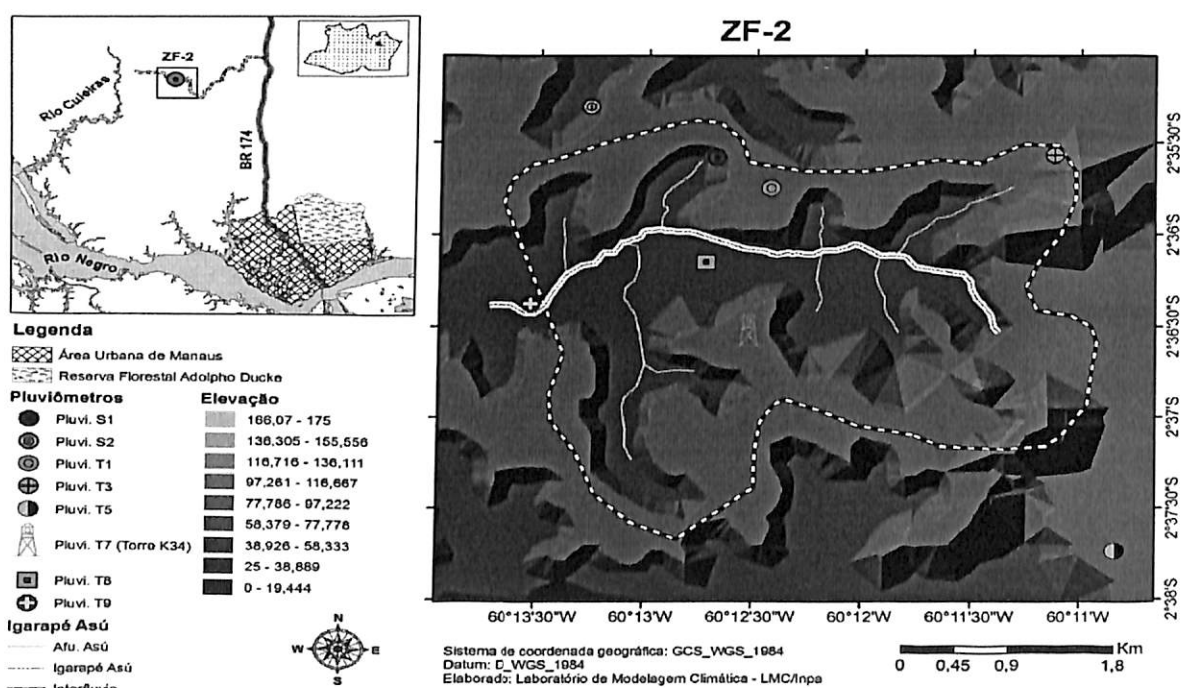 ZF-2
Rio Cuieiras
BR 174
Rio Negro
Legenda
Área Urbana de Manaus
Reserva Florestal Adolpho Ducke
Pluviômetros
Pluvi. S1
Pluvi. S2
Pluvi. T1
Pluvi. T3
Pluvi. T5
Pluvi. T7 (Torre K34)
Pluvi. T8
Pluvi. T9
Igarapé Asú
Afu. Asú
Igarapé Asú
Interfluvio
Elevação
166,07 - 175
136,305 - 155,556
116,716 - 136,111
97,261 - 116,667
77,786 - 97,222
58,379 - 77,778
38,926 - 58,333
25 - 38,889
0 - 19,444
N
W
E
S
ZF-2
2°35'30"S
2°36'S
2°36'30"S
2°37'S
2°37'30"S
2°38'S
60°13'30"W
60°13'W
60°12'30"W
60°12'W
60°11'30"W
60°11'W
Sistema de coordenada geográfica: GCS_WGS_1984
Datum: D_WGS_1984
Elaborado: Laboratório de Modelagem Climática - LMC/Inpa
Km
0 0,45 0,9 1,8